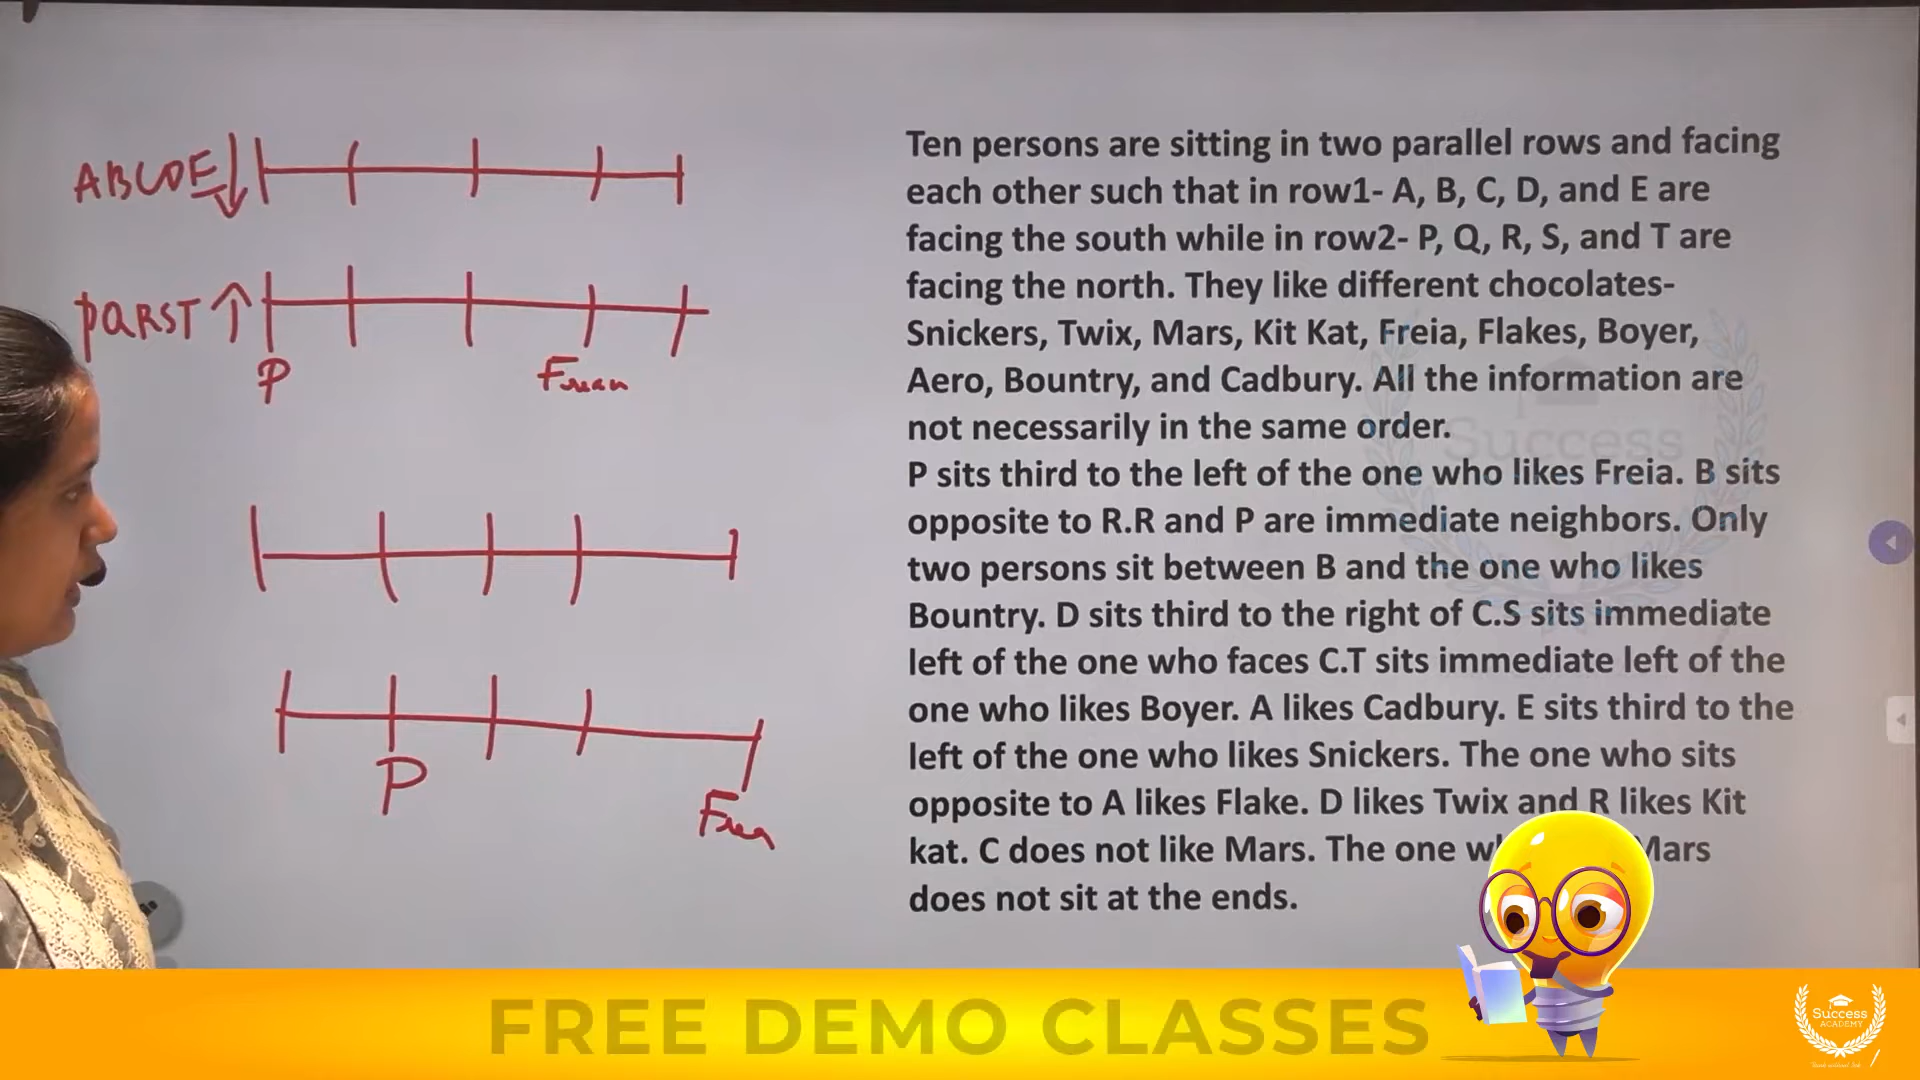 ABCDE
PQRST
P
Freian
P
Freia
Ten persons are sitting in two parallel rows and facing
each other such that in row1- A, B, C, D, and E are
facing the south while in row2- P, Q, R, S, and T are
facing the north. They like different chocolates-
Snickers, Twix, Mars, Kit Kat, Freia, Flakes, Boyer,
Aero, Bountry, and Cadbury. All the information are
not necessarily in the same order.
P sits third to the left of the one who likes Freia. B sits
opposite to R.R and P are immediate neighbors. Only
two persons sit between B and the one who likes
Bountry. D sits third to the right of C.S sits immediate
left of the one who faces C.T sits immediate left of the
one who likes Boyer. A likes Cadbury. E sits third to the
left of the one who likes Snickers. The one who sits
opposite to A likes Flake. D likes Twix and R likes Kit
kat. C does not like Mars. The one Mars
does not sit at the ends.
Success
FREE DEMO CLASSES
Success
ACADEMY